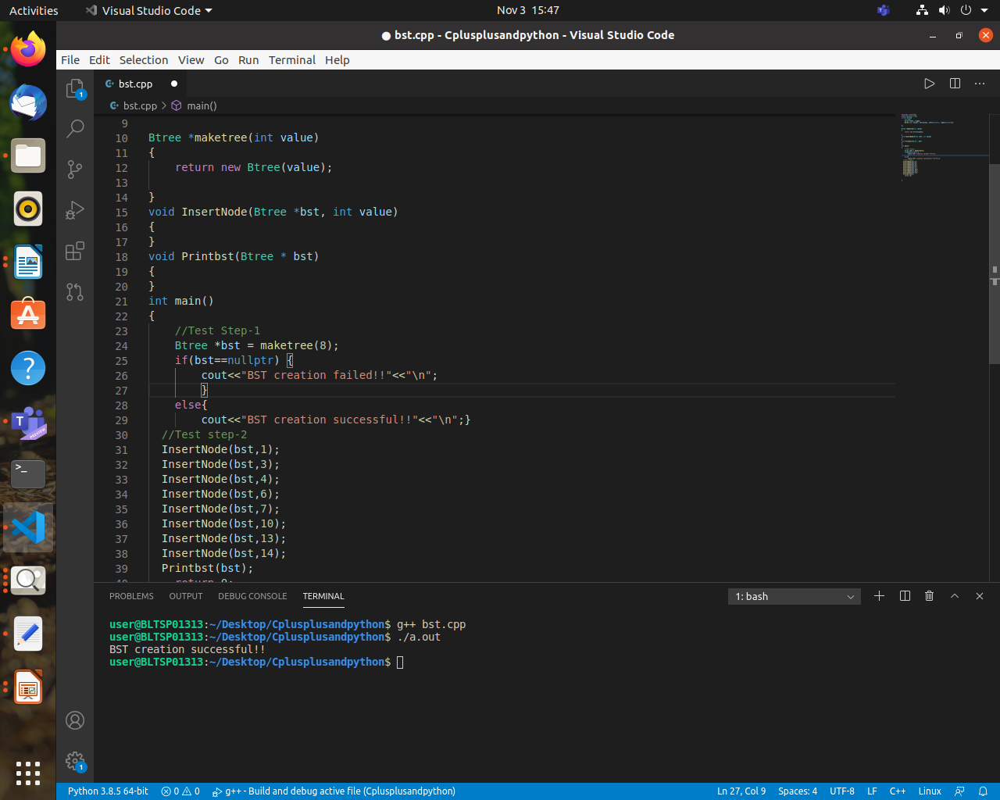 Activities
Visual Studio Code
Nov 3 15:47
● bst.cpp - Cplusplusandpython - Visual Studio Code
File Edit Selection View Go Run Terminal Help
1
bst.cpp
bst.cpp > main()
9
10 Btree *maketree(int value)
11 {
12 return new Btree(value);
13
14 }
15 void InsertNode(Btree *bst, int value)
16 {
17 }
18 void Printbst(Btree * bst)
19 {
20 }
21 int main()
22 {
23 //Test Step-1
24 Btree *bst = maketree(8);
25 if(bst==nullptr) {
26 cout<<"BST creation failed!!"<<"\n";
27 }
28 else{
29 cout<<"BST creation successful!!"<<"\n";}
30 //Test step-2
31 InsertNode(bst,1);
32 InsertNode(bst,3);
33 InsertNode(bst,4);
34 InsertNode(bst,6);
35 InsertNode(bst,7);
36 InsertNode(bst,10);
37 InsertNode(bst,13);
38 InsertNode(bst,14);
39 Printbst(bst);
40 return 0;
PROBLEMS OUTPUT DEBUG CONSOLE TERMINAL
1: bash
user@BLTSP01313:~/Desktop/Cplusplusandpython$ g++ bst.cpp
user@BLTSP01313:~/Desktop/Cplusplusandpython$ ./a.out
BST creation successful!!
user@BLTSP01313:~/Desktop/Cplusplusandpython$
1
Python 3.8.5 64-bit
0 0
g++ - Build and debug active file (Cplusplusandpython)
Ln 27, Col 9
Spaces: 4
UTF-8
LF
C++
Linux